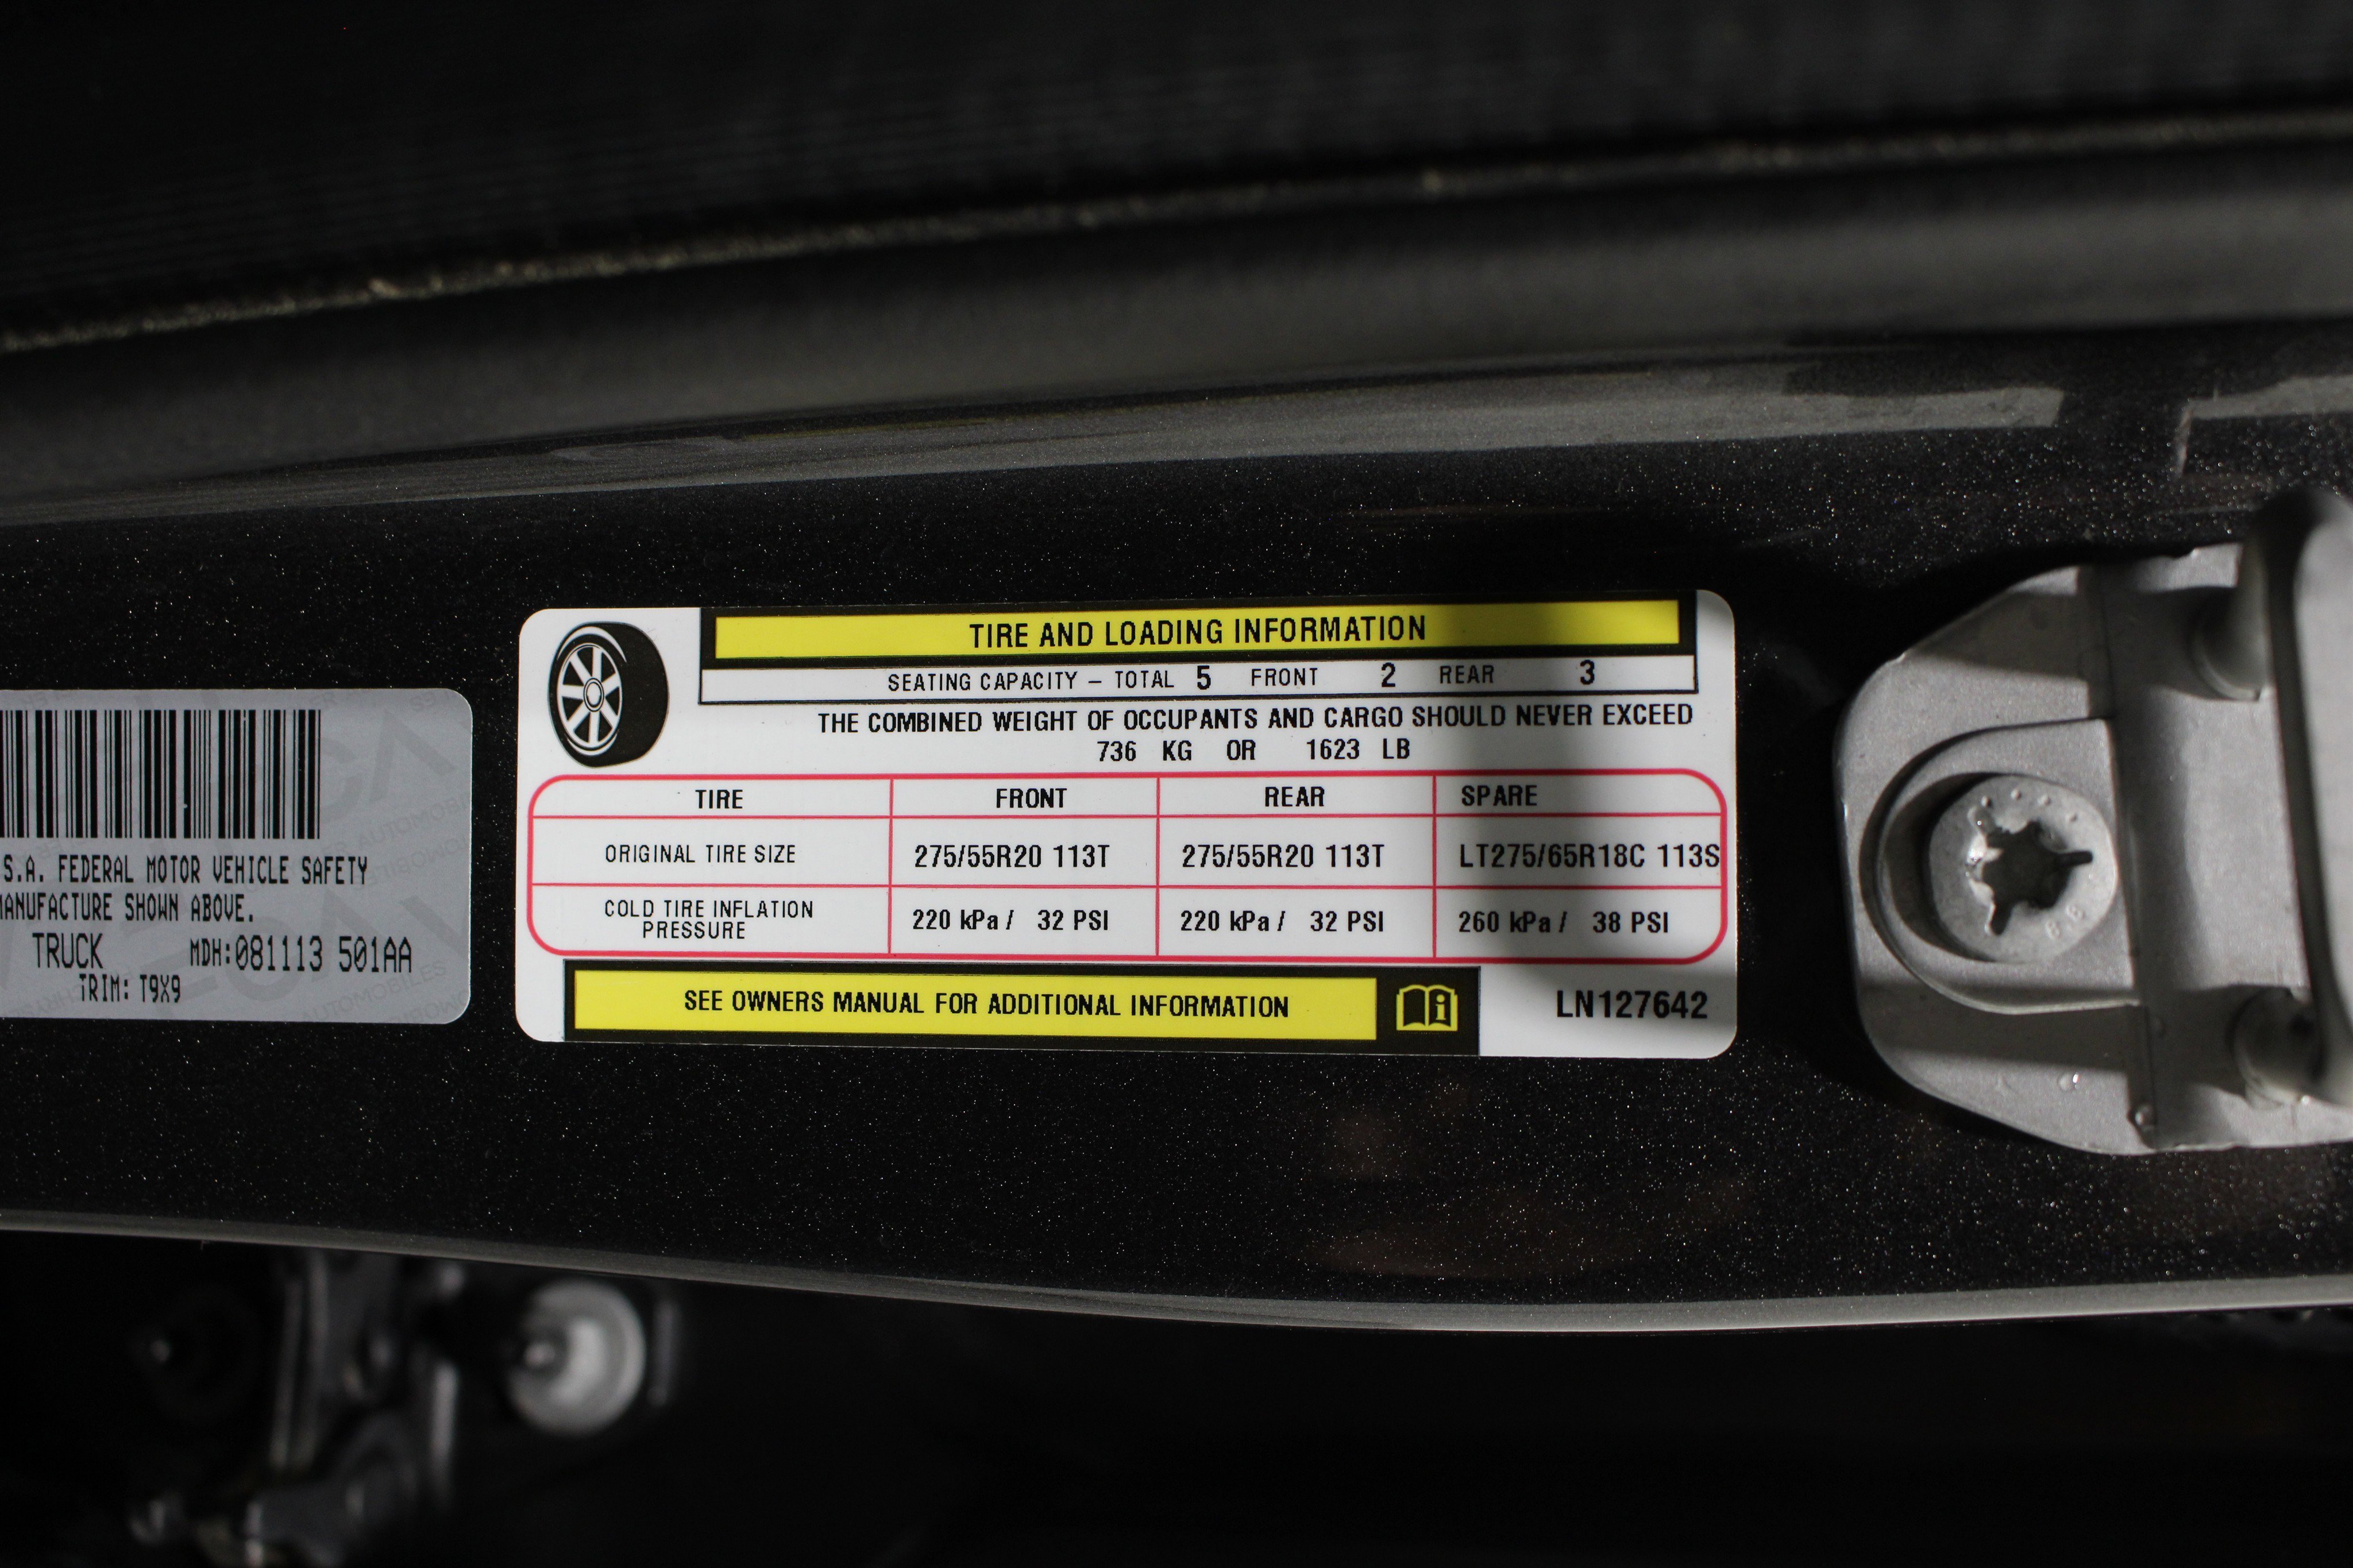 S.A. FEDERAL MOTOR VEHICLE SAFETY
MANUFACTURE SHOWN ABOVE.
TRUCK MDH:081113 501AA
TRIM: T9X9
TIRE AND LOADING INFORMATION
SEATING CAPACITY – TOTAL 5 FRONT 2 REAR 3
THE COMBINED WEIGHT OF OCCUPANTS AND CARGO SHOULD NEVER EXCEED
736 KG OR 1623 LB
TIRE FRONT REAR SPARE
ORIGINAL TIRE SIZE 275/55R20 113T 275/55R20 113T LT275/65R18C 113S
COLD TIRE INFLATION PRESSURE 220 kPa / 32 PSI 220 kPa / 32 PSI 260 kPa / 38 PSI
SEE OWNERS MANUAL FOR ADDITIONAL INFORMATION
LN127642